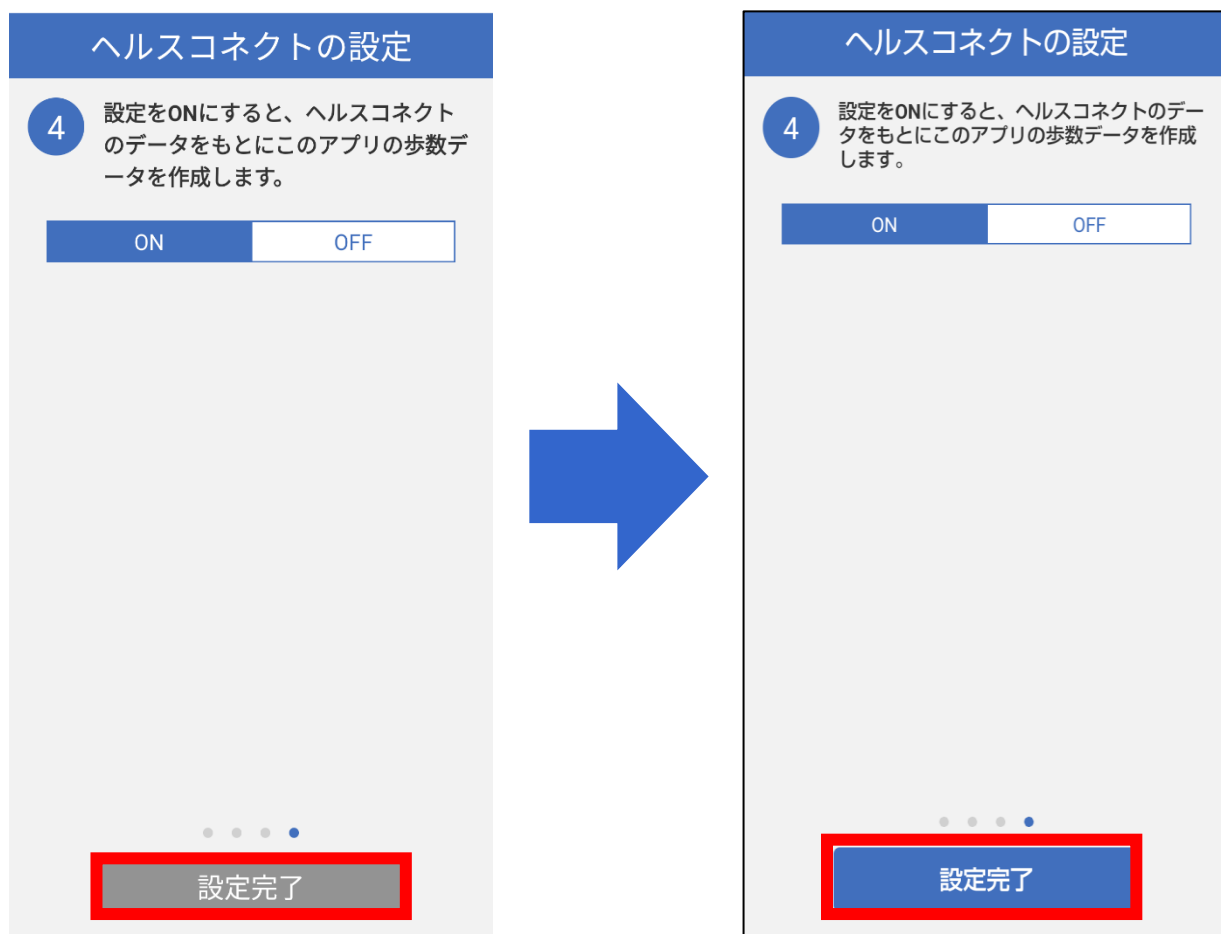 ヘルスコネクトの設定
4
設定をONにすると、ヘルスコネクト
のデータをもとにこのアプリの歩数デ
ータを作成します。
ON
OFF
設定完了
ヘルスコネクトの設定
4
設定をONにすると、ヘルスコネクトのデー
タをもとにこのアプリの歩数データを作成
します。
ON
OFF
設定完了